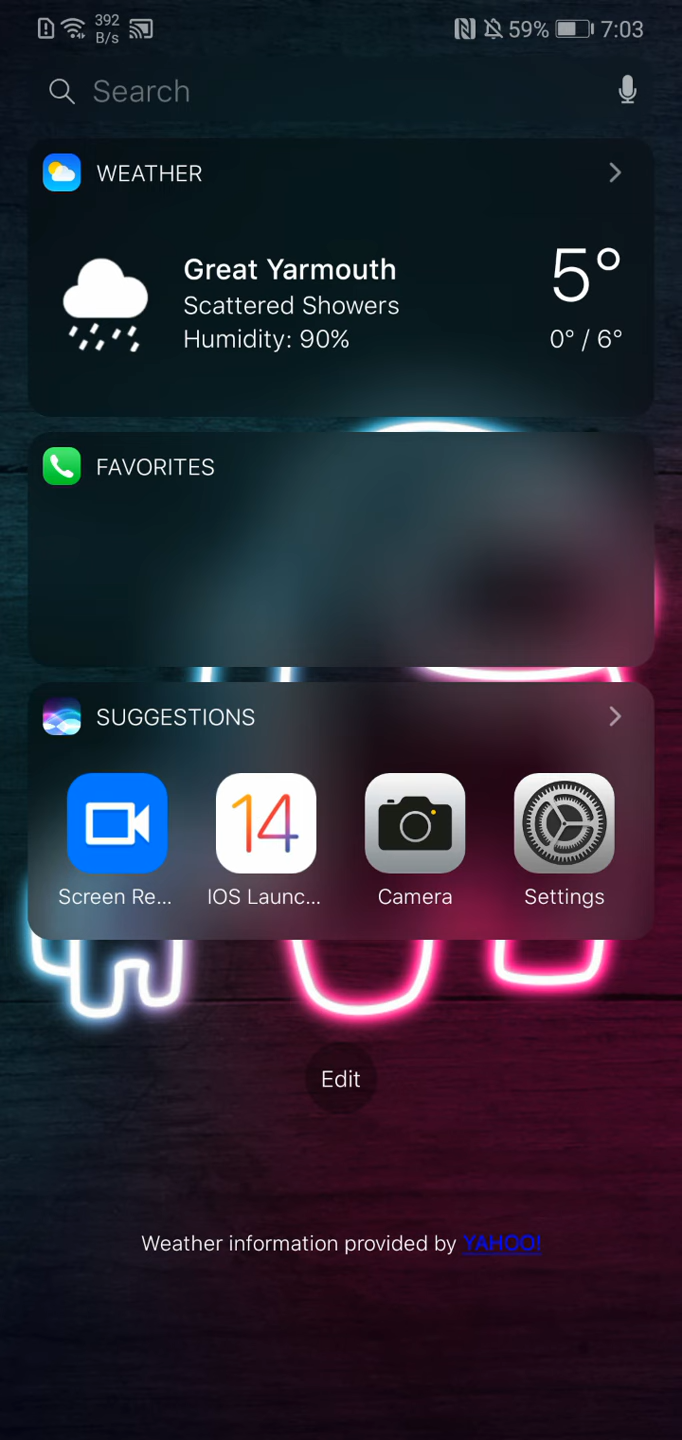 392
B/s
59% 7:03
Search
WEATHER
Great Yarmouth
5°
Scattered Showers
Humidity: 90%
0° / 6°
FAVORITES
SUGGESTIONS
14
Screen Re... IOS Launc... Camera Settings
Edit
Weather information provided by YAHOO!